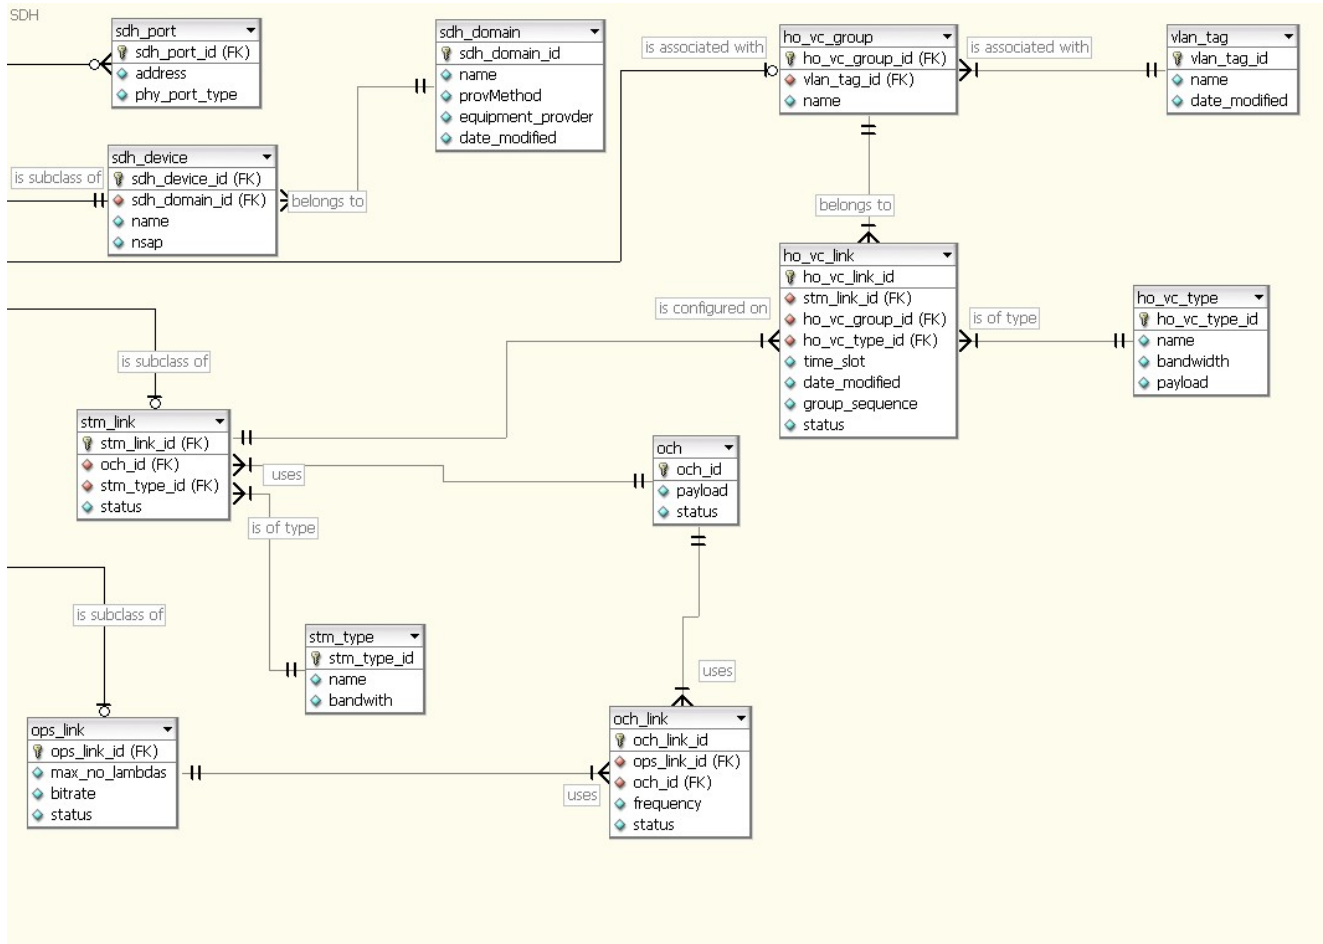 SDH
sdh_port
sdh_port_id (FK)
address
phy_port_type
sdh_domain
sdh_domain_id
name
provMethod
equipment_provder
date_modified
is associated with
ho_vc_group
ho_vc_group_id (FK)
vlan_tag_id (FK)
name
is associated with
vlan_tag
vlan_tag_id
name
date_modified
is subclass of
sdh_device
sdh_device_id (FK)
sdh_domain_id (FK)
name
nsap
belongs to
belongs to
is configured on
ho_vc_link
ho_vc_link_id
stm_link_id (FK)
ho_vc_group_id (FK)
ho_vc_type_id (FK)
time_slot
date_modified
group_sequence
status
is of type
ho_vc_type
ho_vc_type_id
name
bandwidth
payload
is subclass of
stm_link
stm_link_id (FK)
och_id (FK)
stm_type_id (FK)
status
uses
is of type
och
och_id
payload
status
is subclass of
stm_type
stm_type_id
name
bandwith
uses
ops_link
ops_link_id (FK)
max_no_lambdas
bitrate
status
uses
och_link
och_link_id
ops_link_id (FK)
och_id (FK)
frequency
status